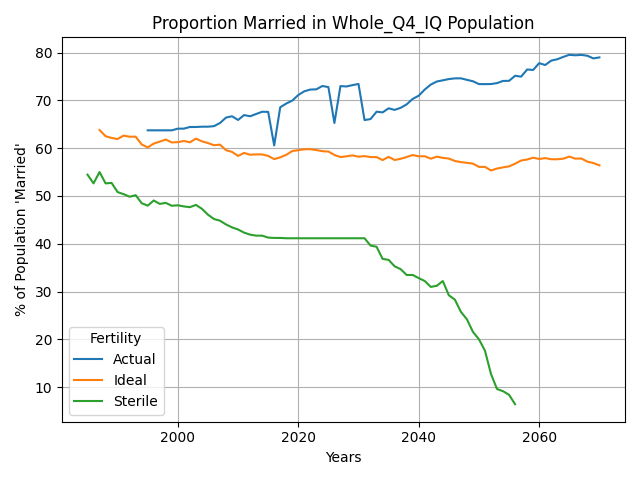 Proportion Married in Whole_Q4_IQ Population
% of Population 'Married'
80
70
60
50
40
30
20
10
Fertility
Actual
Ideal
Sterile
2000
2020
2040
2060
Years